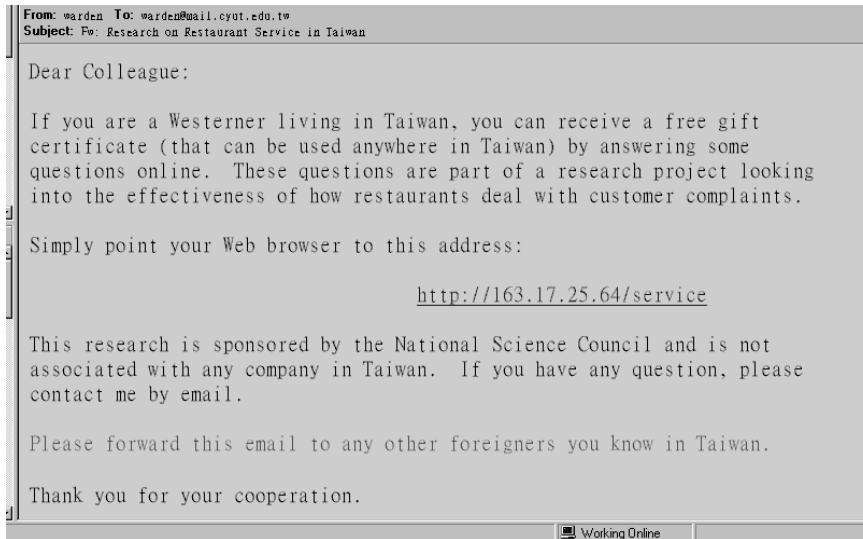 From: warden To: warden@mail.cyut.edu.tw
Subject: Fw: Research on Restaurant Service in Taiwan
Dear Colleague:
If you are a Westerner living in Taiwan, you can receive a free gift
certificate (that can be used anywhere in Taiwan) by answering some
questions online. These questions are part of a research project looking
into the effectiveness of how restaurants deal with customer complaints.
Simply point your Web browser to this address:
http://163.17.25.64/service
This research is sponsored by the National Science Council and is not
associated with any company in Taiwan. If you have any question, please
contact me by email.
Please forward this email to any other foreigners you know in Taiwan.
Thank you for your cooperation.
Working Online